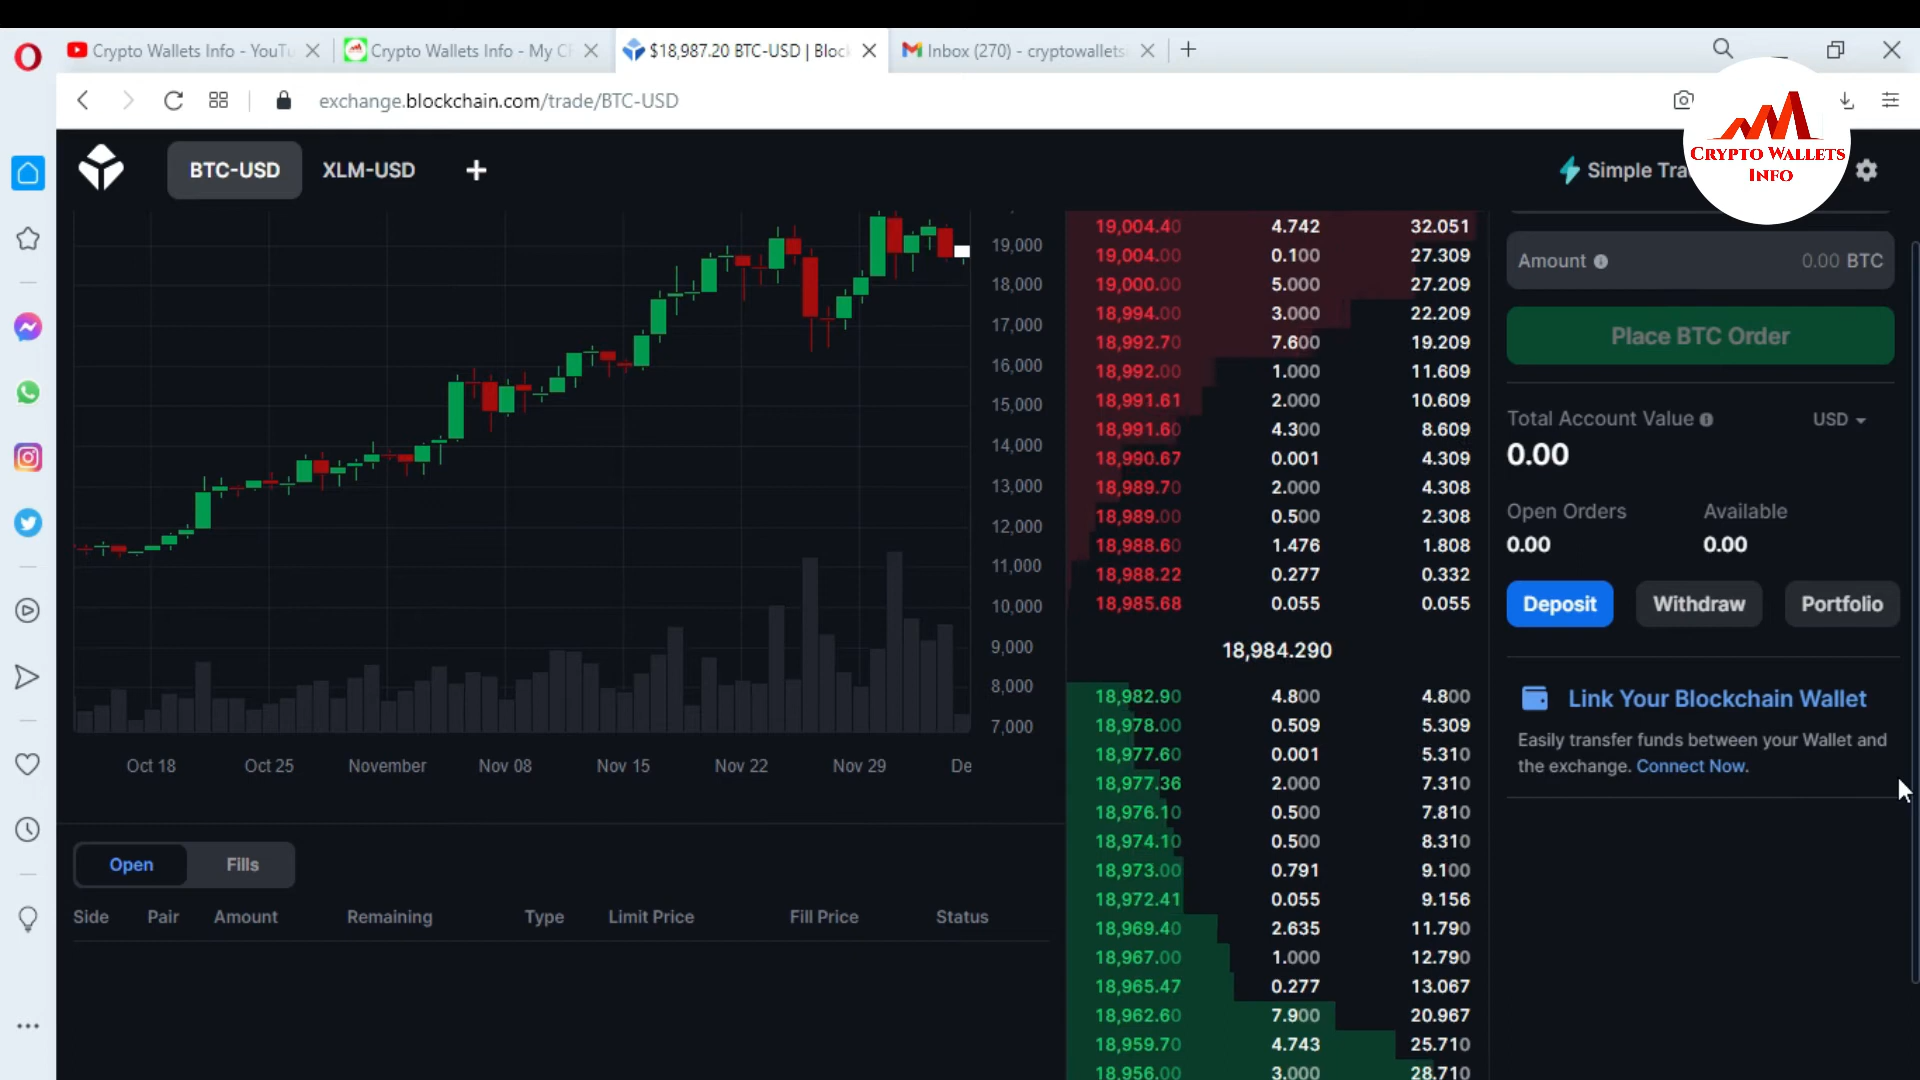 Crypto Wallets Info - YouTu
Crypto Wallets Info - My Ch
$18,987.20 BTC-USD | Bloc
Inbox (270) - cryptowallets
exchange.blockchain.com/trade/BTC-USD
BTC-USD
XLM-USD
Simple Tra
CRYPTO WALLETS
INFO
19,000
18,000
17,000
16,000
15,000
14,000
13,000
12,000
11,000
10,000
9,000
8,000
7,000
Oct 18 Oct 25 November Nov 08 Nov 15 Nov 22 Nov 29 De
19,004.40 4.742 32.051
19,004.00 0.100 27.309
19,000.00 5.000 27.209
18,994.00 3.000 22.209
18,992.70 7.600 19.209
18,992.00 1.000 11.609
18,991.61 2.000 10.609
18,991.60 4.300 8.609
18,990.67 0.001 4.309
18,989.70 2.000 4.308
18,989.00 0.500 2.308
18,988.60 1.476 1.808
18,988.22 0.277 0.332
18,985.68 0.055 0.055
18,984.290
18,982.90 4.800 4.800
18,978.00 0.509 5.309
18,977.60 0.001 5.310
18,977.36 2.000 7.310
18,976.10 0.500 7.810
18,974.10 0.500 8.310
18,973.00 0.791 9.100
18,972.41 0.055 9.156
18,969.40 2.635 11.790
18,967.00 1.000 12.790
18,965.47 0.277 13.067
18,962.60 7.900 20.967
18,959.70 4.743 25.710
18,956.00 3.000 28.710
Amount 0.00 BTC
Place BTC Order
Total Account Value USD
0.00
Open Orders Available
0.00 0.00
Deposit Withdraw Portfolio
Link Your Blockchain Wallet
Easily transfer funds between your Wallet and
the exchange. Connect Now.
Open Fills
Side Pair Amount Remaining Type Limit Price Fill Price Status